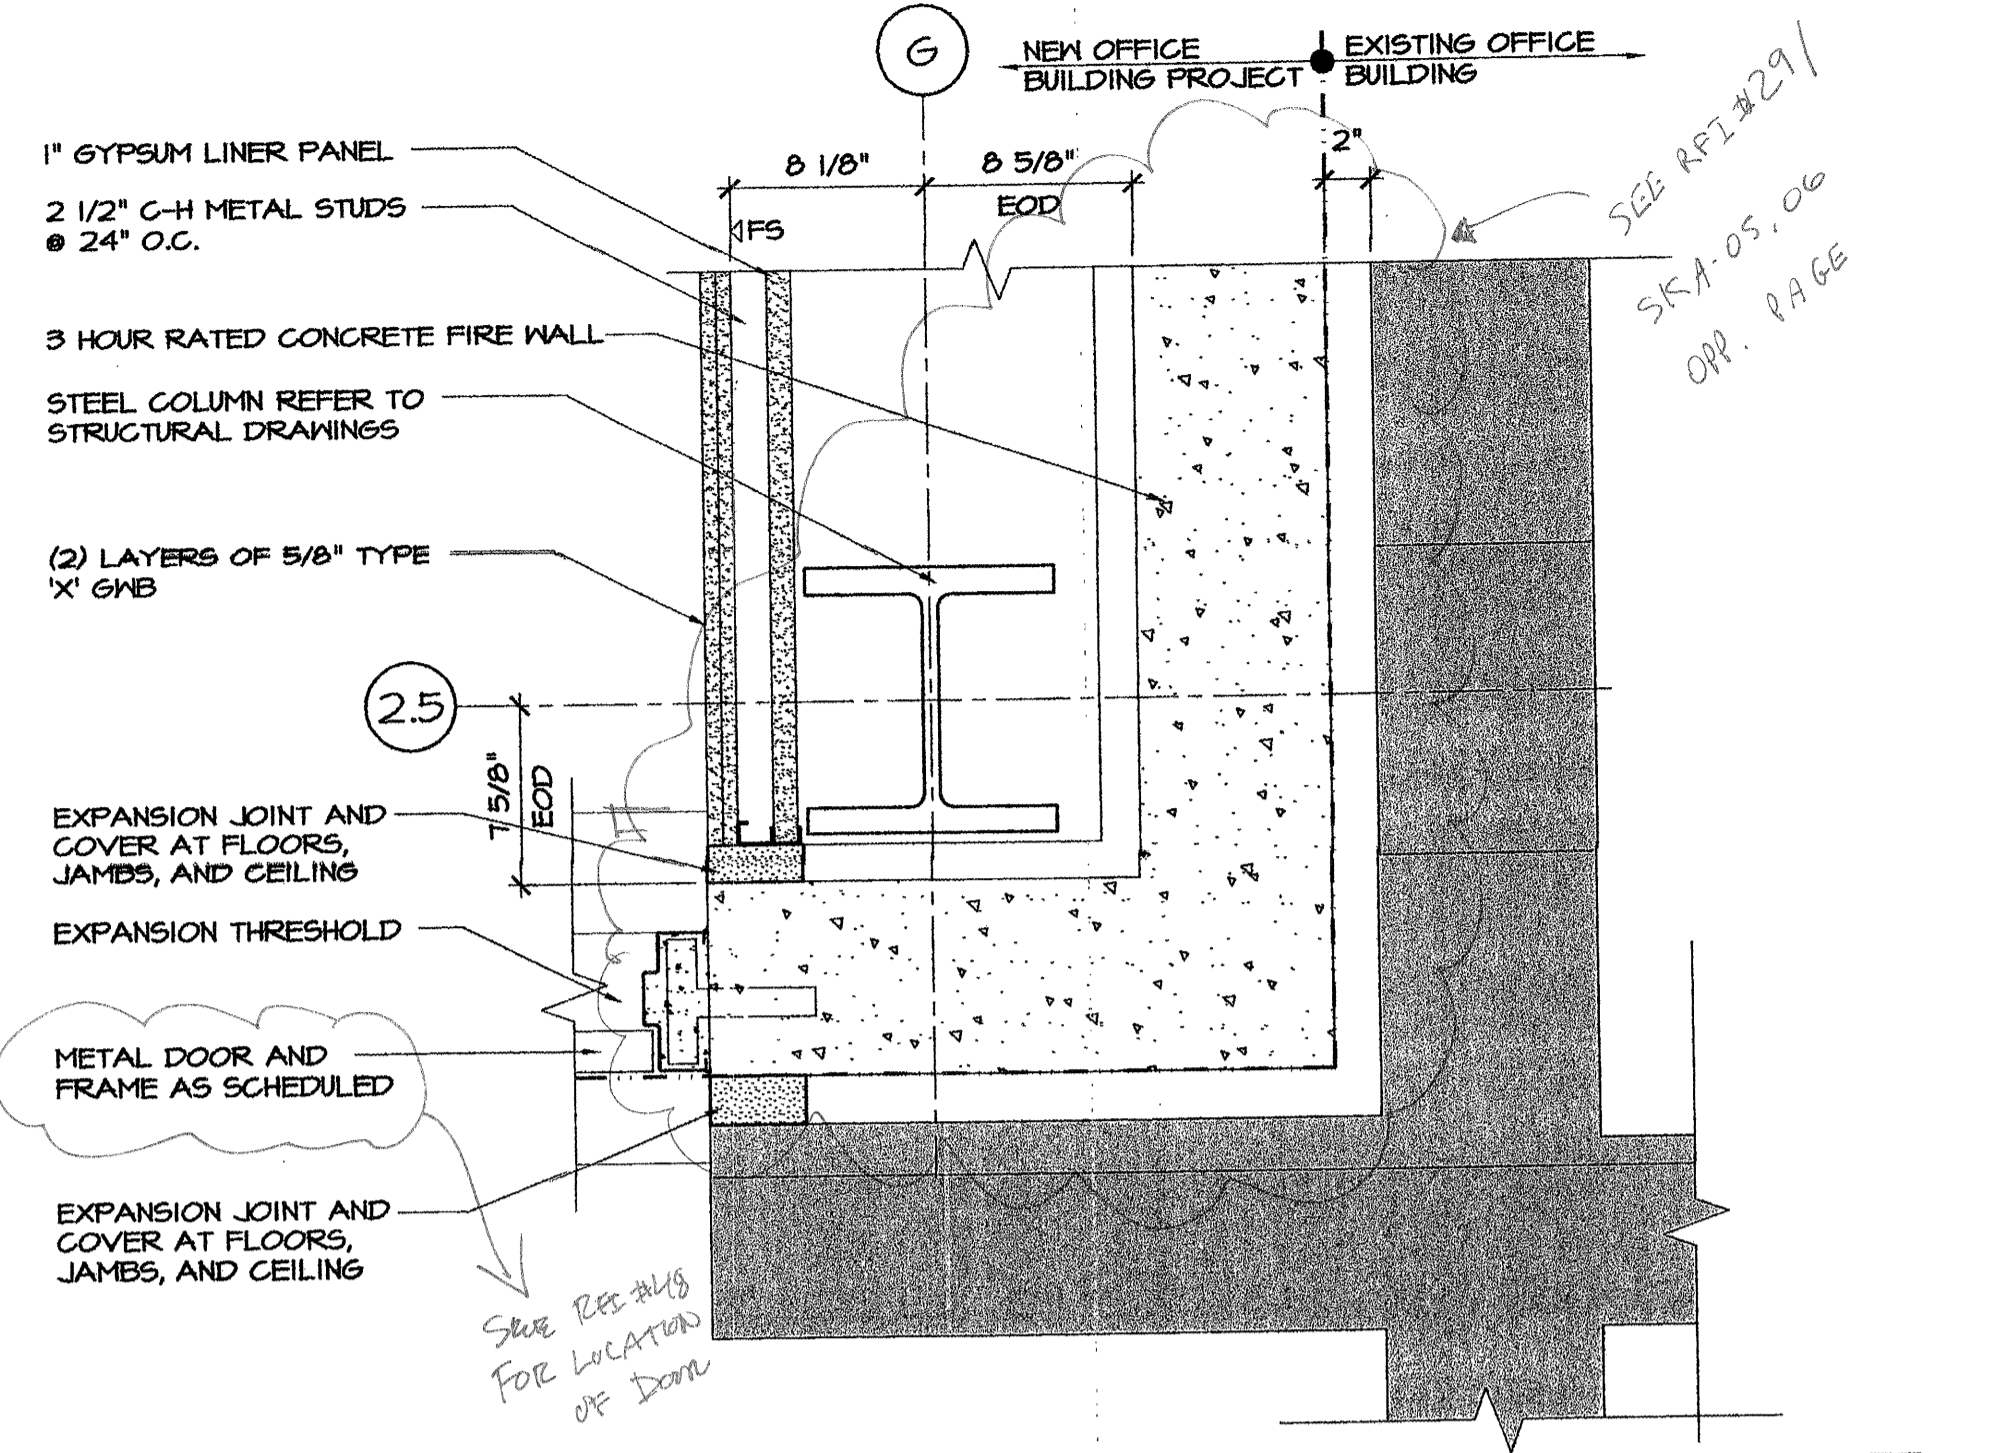 G
NEW OFFICE
BUILDING PROJECT
EXISTING OFFICE
BUILDING
SEE RFI #29/
SKA-05,06
OPP. PAGE
1" GYPSUM LINER PANEL
8 1/8"
8 5/8"
EOD
2"
2 1/2" C-H METAL STUDS
@ 24" O.C.
FS
3 HOUR RATED CONCRETE FIRE WALL
STEEL COLUMN REFER TO
STRUCTURAL DRAWINGS
(2) LAYERS OF 5/8" TYPE
'X' GWB
2.5
7 5/8"
EOD
EXPANSION JOINT AND
COVER AT FLOORS,
JAMBS, AND CEILING
EXPANSION THRESHOLD
METAL DOOR AND
FRAME AS SCHEDULED
EXPANSION JOINT AND
COVER AT FLOORS,
JAMBS, AND CEILING
SEE RFI #48
FOR LOCATION
OF DOOR